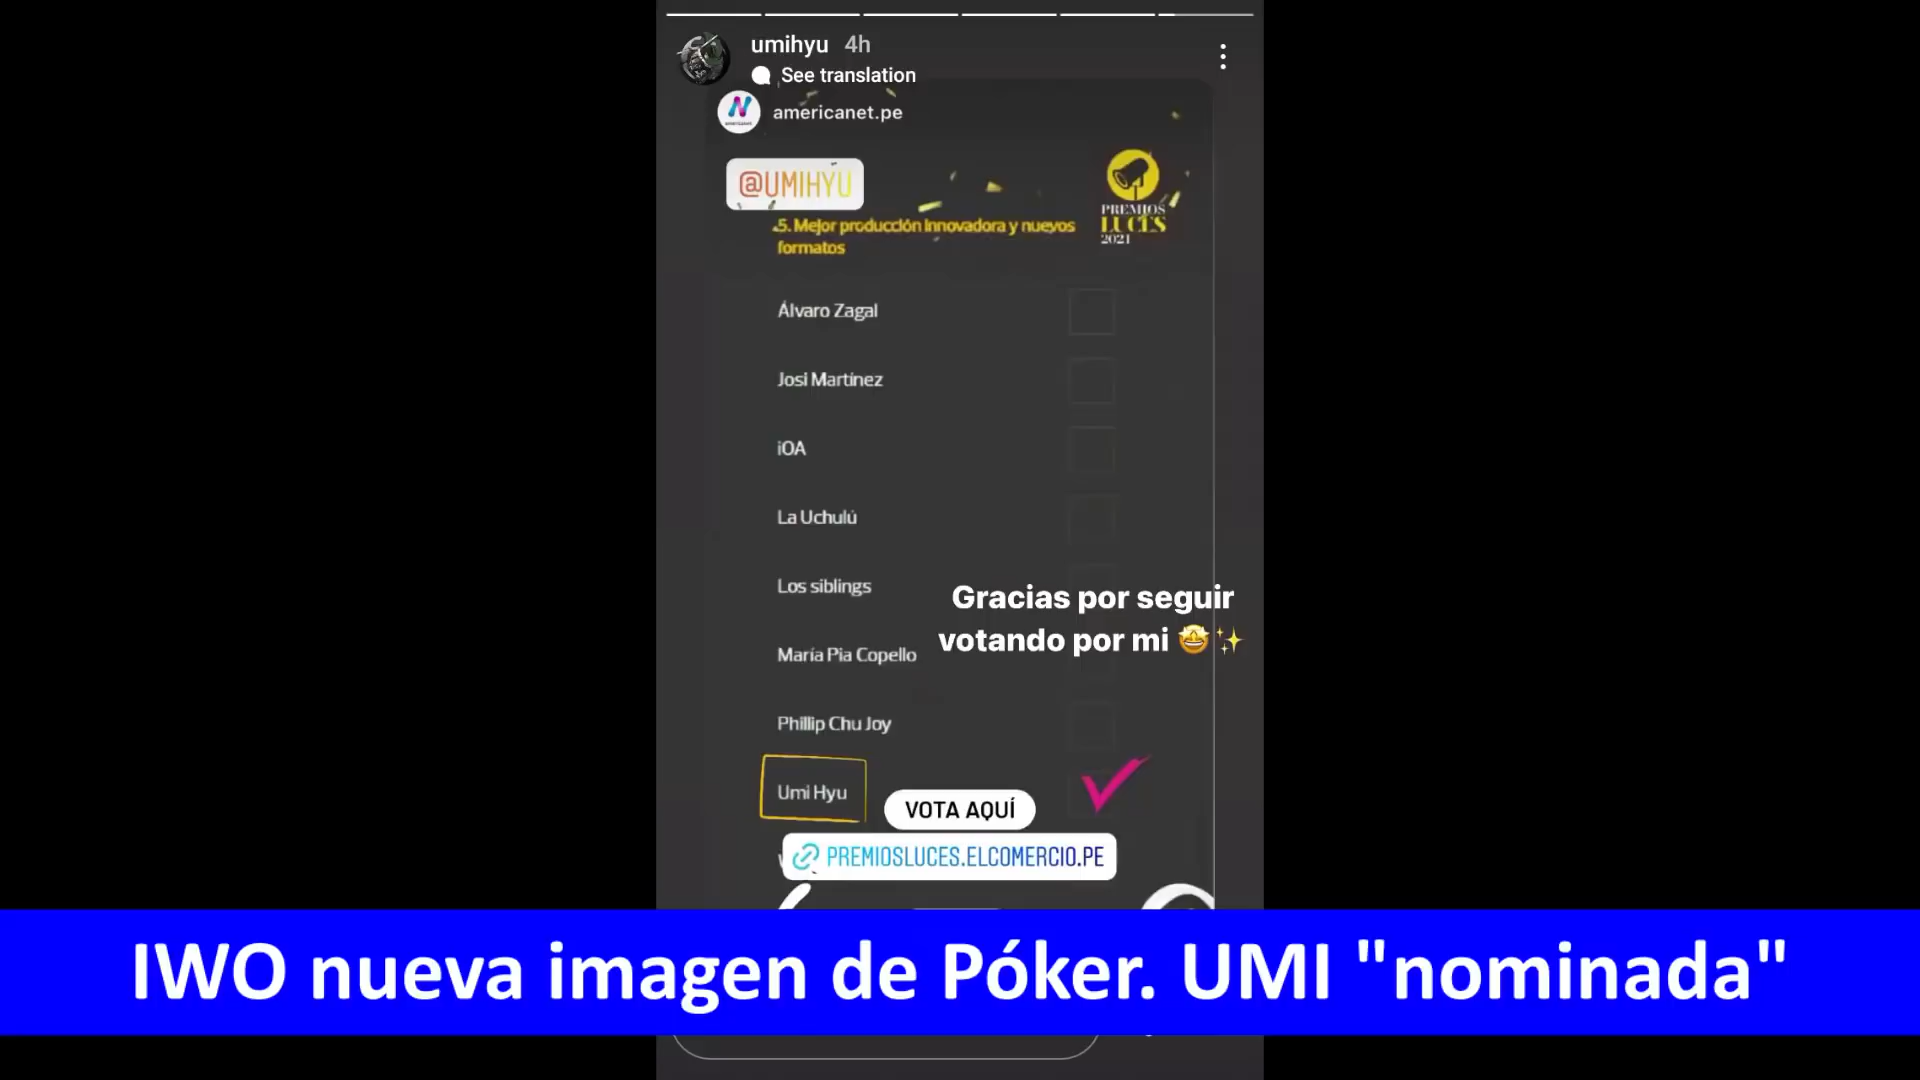 umihyu 4h
See translation
americanet.pe
@UMIHYU
PREMIOS
LUCES
2021
5. Mejor producción innovadora y nuevos
formatos
Álvaro Zagal
Josi Martínez
iOA
La Uchulú
Los siblings
Gracias por seguir
votando por mi 🤩✨
María Pia Copello
Phillip Chu Joy
Umi Hyu
VOTA AQUÍ
PREMIOSLUCES.ELCOMERCIO.PE
IWO nueva imagen de Póker. UMI "nominada"